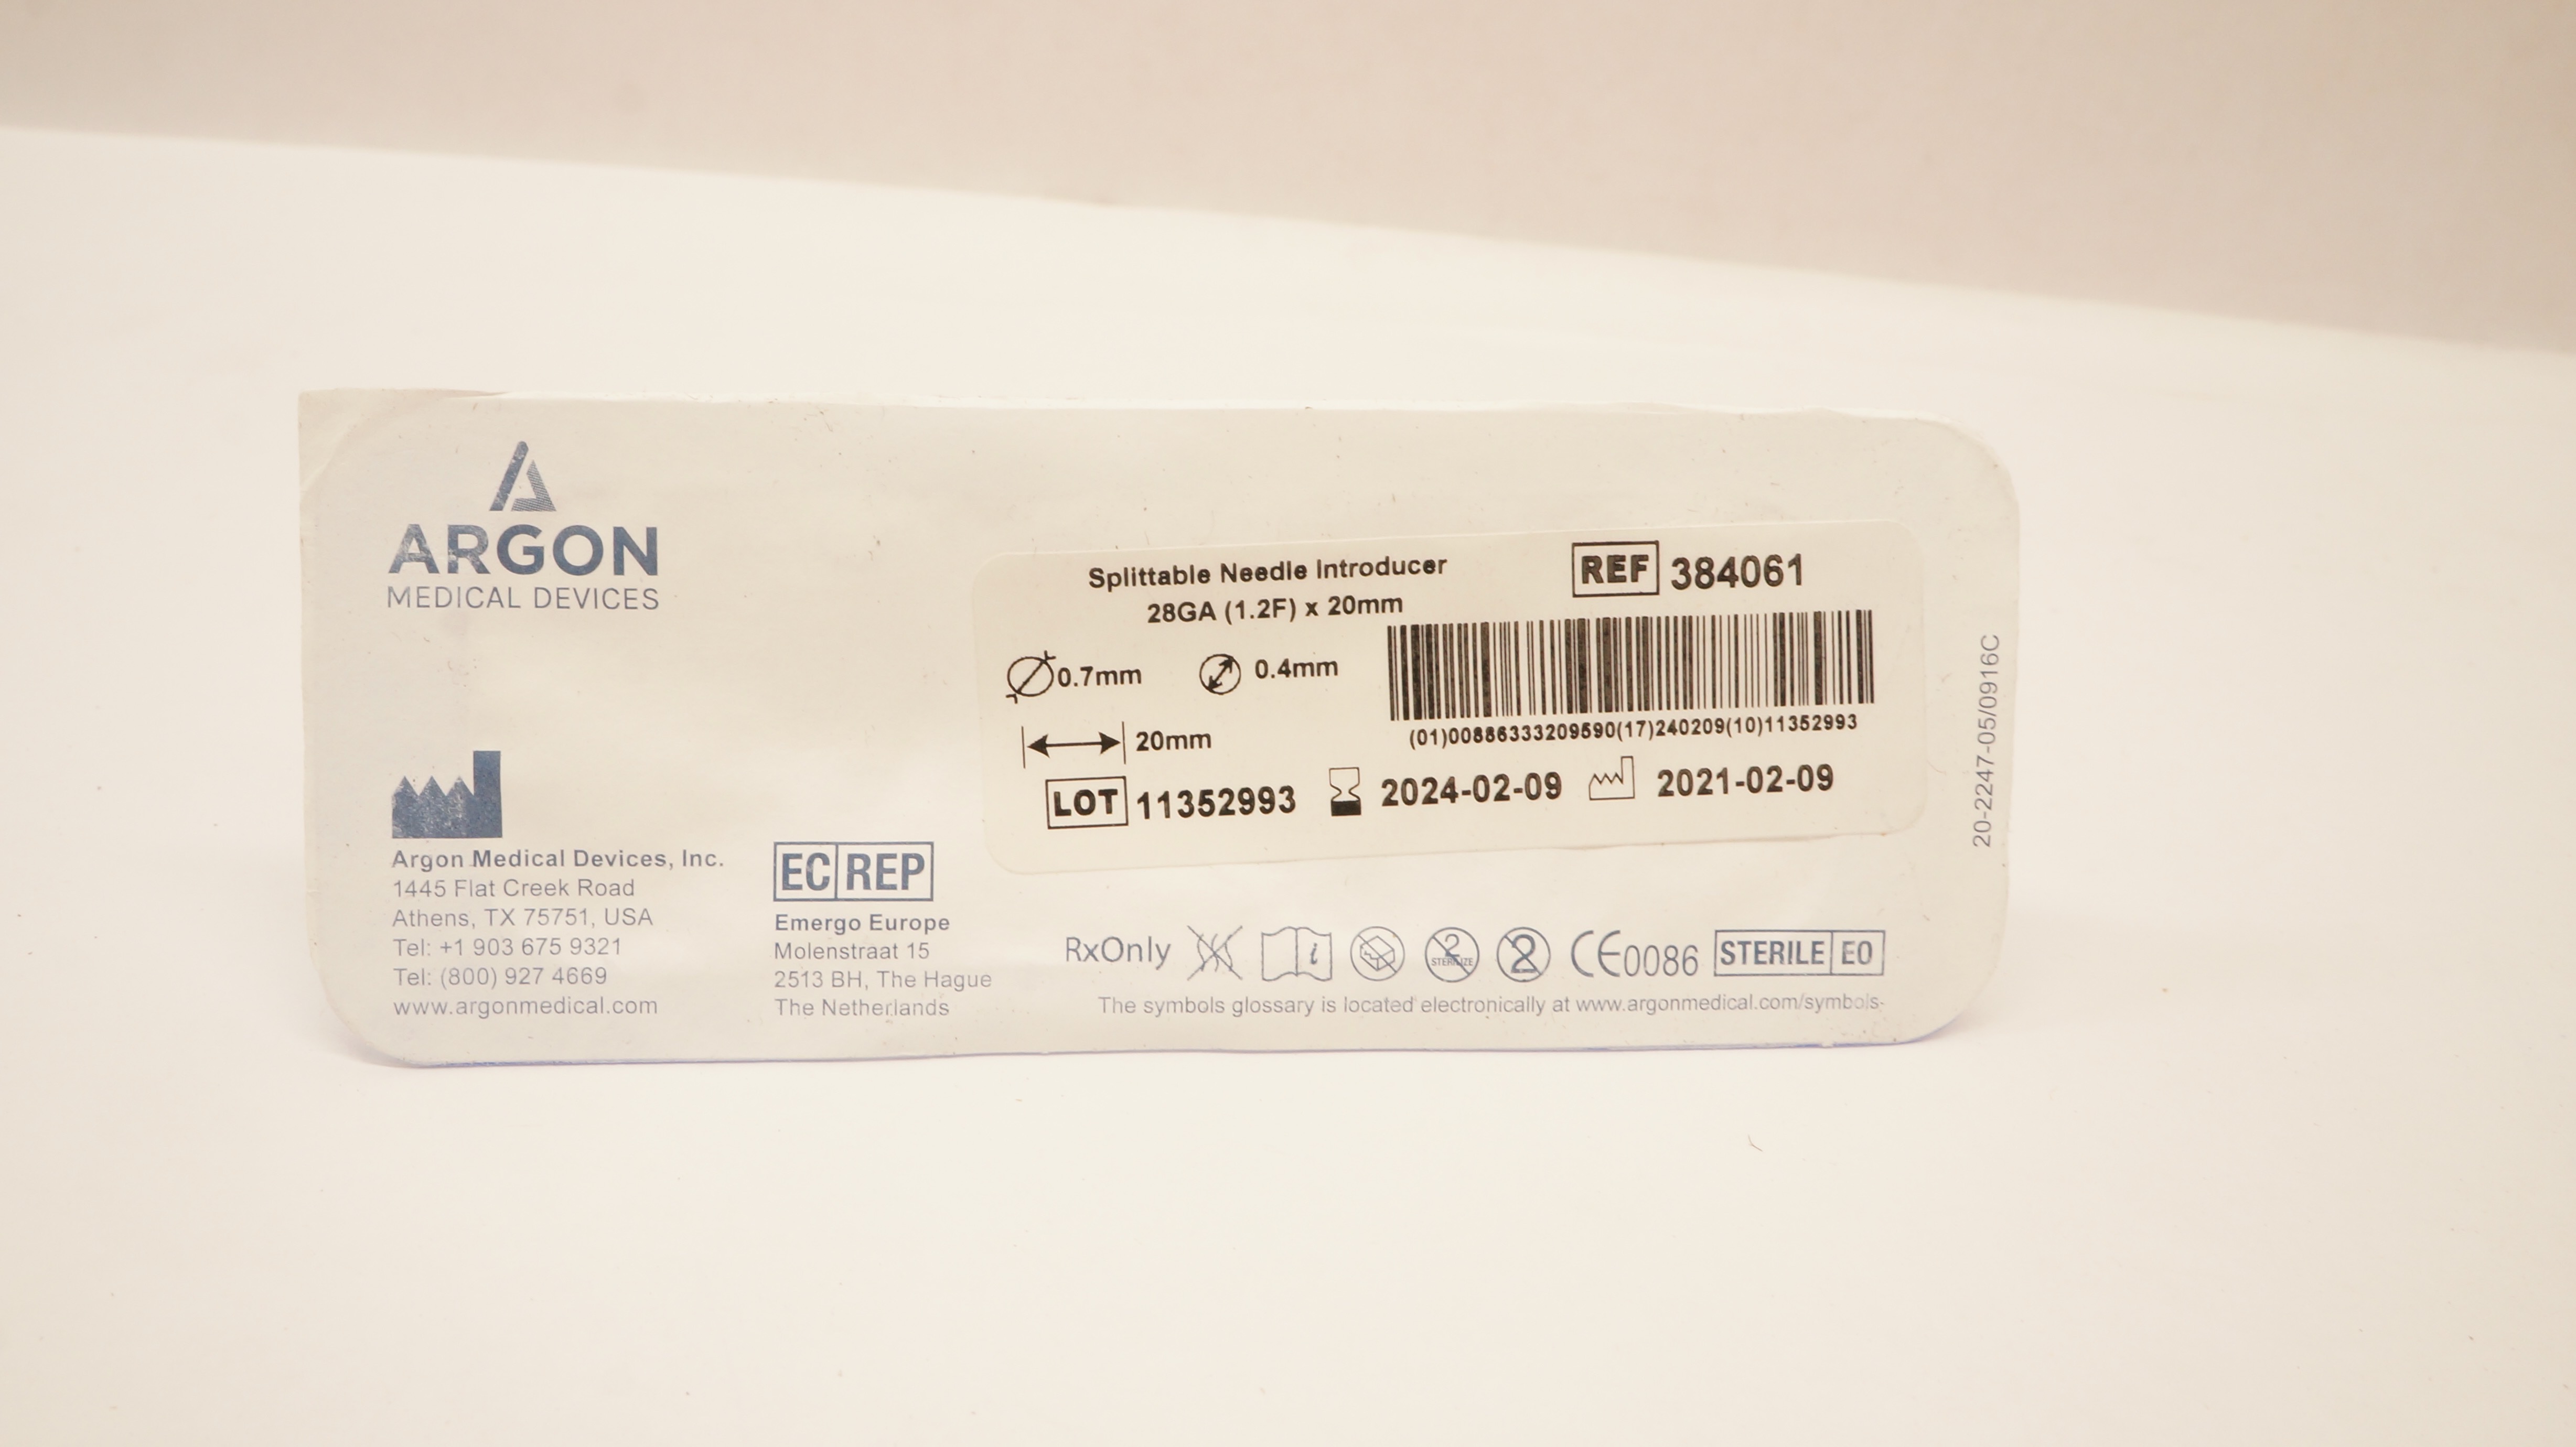 ARGON
MEDICAL DEVICES
Splittable Needle Introducer
28GA (1.2F) x 20mm
REF 384061
0.7mm
0.4mm
20mm
(01)00886333209590(17)240209(10)11352993
LOT 11352993
2024-02-09
2021-02-09
20-2247-05/0916C
Argon Medical Devices, Inc.
1445 Flat Creek Road
Athens, TX 75751, USA
Tel: +1 903 675 9321
Tel: (800) 927 4669
www.argonmedical.com
EC REP
Emergo Europe
Molenstraat 15
2513 BH, The Hague
The Netherlands
RxOnly
i
2
STERILIZE
2
CE0086
STERILE EO
The symbols glossary is located electronically at www.argonmedical.com/symbols-